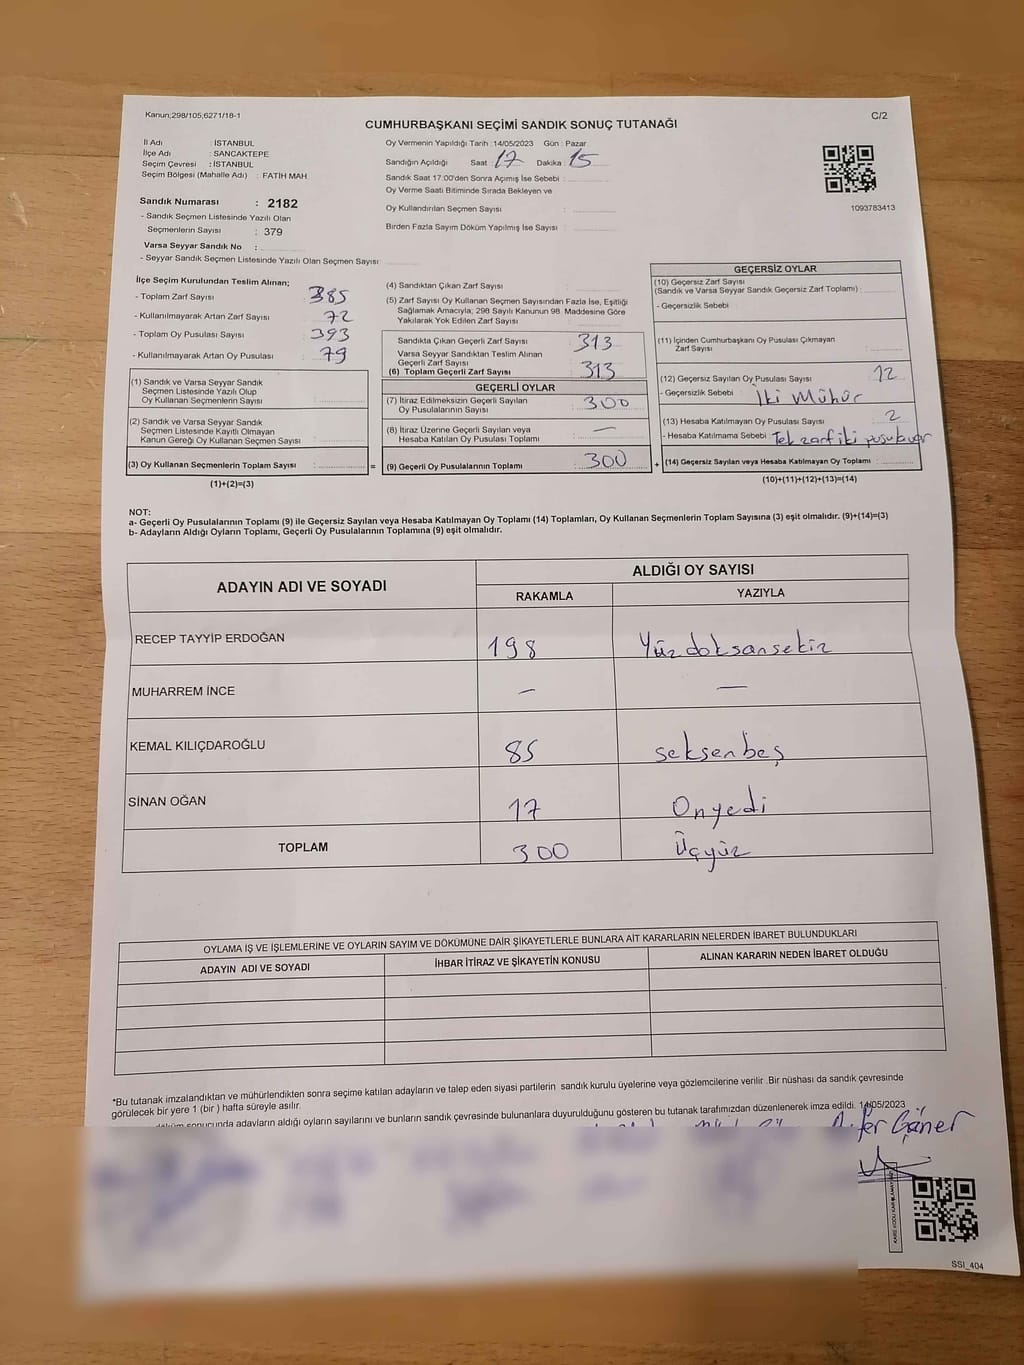 Kanun;298/105;6271/18-1
C/2
CUMHURBAŞKANI SEÇİMİ SANDIK SONUÇ TUTANAĞI
İl Adı : İSTANBUL
İlçe Adı : SANCAKTEPE
Seçim Çevresi : İSTANBUL
Seçim Bölgesi (Mahalle Adı) : FATİH MAH
Sandık Numarası : 2182
- Sandık Seçmen Listesinde Yazılı Olan
Seçmenlerin Sayısı : 379
Varsa Seyyar Sandık No :
- Seyyar Sandık Listesinde Yazılı Olan Seçmen Sayısı:
Oy Vermenin Yapıldığı Tarih :14/05/2023 Gün : Pazar
Sandığın Açıldığı Saat 17 Dakika 15
Sandık Saat 17:00'den Sonra Açımış İse Sebebi :
Oy Verme Saati Bitiminde Sırada Bekleyen ve
Oy Kullandırılan Seçmen Sayısı :
Birden Fazla Sayım Döküm Yapılmış İse Sayısı :
1093783413
İlçe Seçim Kurulundan Teslim Alınan;
- Toplam Zarf Sayısı : 385
- Kullanılmayarak Artan Zarf Sayısı : 72
- Toplam Oy Pusulası Sayısı : 393
- Kullanılmayarak Artan Oy Pusulası : 79
(1) Sandık ve Varsa Seyyar Sandık
Seçmen Listesinde Yazılı Olup
Oy Kullanan Seçmenlerin Sayısı :
(2) Sandık ve Varsa Seyyar Sandık
Seçmen Listesinde Kayıtlı Olmayan
Kanun Gereği Oy Kullanan Seçmen Sayısı :
(3) Oy Kullanan Seçmenlerin Toplam Sayısı : =
(1)+(2)=(3)
(4) Sandıktan Çıkan Zarf Sayısı :
(5) Zarf Sayısı Oy Kullanan Seçmen Sayısından Fazla İse, Eşitliği
Sağlamak Amacıyla; 298 Sayılı Kanunun 98. Maddesine Göre
Yakılarak Yok Edilen Zarf Sayısı :
Sandıkta Çıkan Geçerli Zarf Sayısı : 313
Varsa Seyyar Sandıktan Teslim Alınan
Geçerli Zarf Sayısı :
(6) Toplam Geçerli Zarf Sayısı : 313
GEÇERLİ OYLAR
(7) İtiraz Edilmeksizin Geçerli Sayılan
Oy Pusulalarının Sayısı : 300
(8) İtiraz Üzerine Geçerli Sayılan veya
Hesaba Katılan Oy Pusulası Toplamı : —
(9) Geçerli Oy Pusulalarının Toplamı : 300 +
GEÇERSİZ OYLAR
(10) Geçersiz Zarf Sayısı
(Sandık ve Varsa Seyyar Sandık Geçersiz Zarf Toplamı) :
- Geçersizlik Sebebi :
(11) İçinden Cumhurbaşkanı Oy Pusulası Çıkmayan
Zarf Sayısı :
(12) Geçersiz Sayılan Oy Pusulası Sayısı : 12
- Geçersizlik Sebebi : İki Mühür
(13) Hesaba Katılmayan Oy Pusulası Sayısı : 2
- Hesaba Katılmama Sebebi : Tek zarf iki pusula var
(14) Geçersiz Sayılan veya Hesaba Katılmayan Oy Toplamı :
(10)+(11)+(12)+(13)=(14)
NOT:
a- Geçerli Oy Pusulalarının Toplamı (9) ile Geçersiz Sayılan veya Hesaba Katılmayan Oy Toplamı (14) Toplamları, Oy Kullanan Seçmenlerin Toplam Sayısına (3) eşit olmalıdır. (9)+(14)=(3)
b- Adayların Aldığı Oyların Toplamı, Geçerli Oy Pusulalarının Toplamına (9) eşit olmalıdır.
ADAYIN ADI VE SOYADI
ALDIĞI OY SAYISI
RAKAMLA YAZIYLA
RECEP TAYYİP ERDOĞAN 198 Yüzdoksansekiz
MUHARREM İNCE — —
KEMAL KILIÇDAROĞLU 85 seksenbeş
SİNAN OĞAN 17 Onyedi
TOPLAM 300 Üçyüz
OYLAMA İŞ VE İŞLEMLERİNE VE OYLARIN SAYIM VE DÖKÜMÜNE DAİR ŞİKAYETLERLE BUNLARA AİT KARARLARIN NELERDEN İBARET BULUNDUKLARI
ADAYIN ADI VE SOYADI İHBAR İTİRAZ VE ŞİKAYETİN KONUSU ALINAN KARARIN NEDEN İBARET OLDUĞU
*Bu tutanak imzalandıktan ve mühürlendikten sonra seçime katılan adayların ve talep eden siyasi partilerin sandık kurulu üyelerine veya gözlemcilerine verilir .Bir nüshası da sandık çevresinde
görülecek bir yere 1 (bir ) hafta süreyle asılır.
döküm sonucunda adayların aldığı oyların sayılarını ve bunların sandık çevresinde bulunanlara duyurulduğunu gösteren bu tutanak tarafımızdan düzenlenerek imza edildi. 14/05/2023
SSI_404